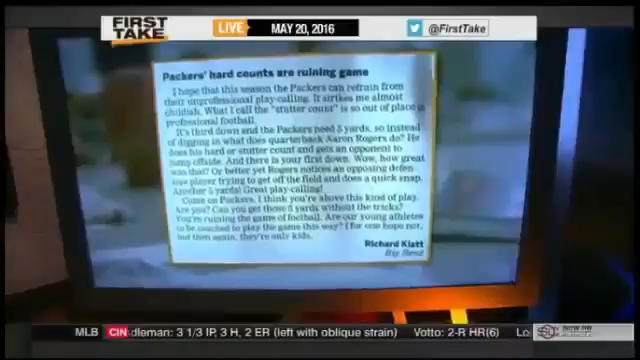 FIRST TAKE
LIVE MAY 20, 2016 @FirstTake
Packers' hard counts are ruining game
I hope that this season the Packers can refrain from
their unprofessional play-calling. It strikes me almost
childish. What I call the "stutter count" is so out of place in
professional football.
It's third down and the Packers need 5 yards, so instead
of digging in what does quarterback Aaron Rogers do? He
does his hard or stutter count and gets an opponent to
jump offside. And there is your first down. Wow, how great
was that? Or better yet Rogers notices an opposing defen-
sive player trying to get off the field and does a quick snap.
Another 5 yards! Great play-calling!
Come on Packers, I think you're above this kind of play.
Are you? Can you get those 5 yards without the tricks?
You're ruining the game of football. Are our young athletes
to be coached to play the game this way? I for one hope not,
but then again, they're only kids.
Richard Klatt
Big Bend
MLB CIN dleman: 3 1/3 IP, 3 H, 2 ER (left with oblique strain) Votto: 2-R HR(6) Lo